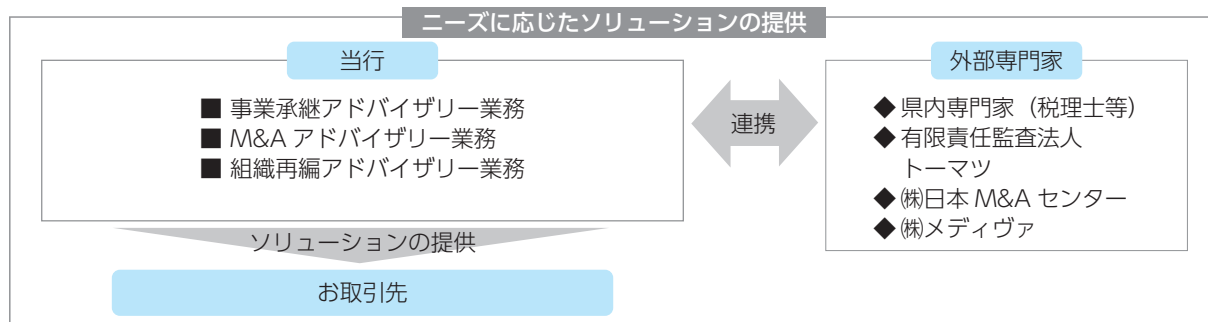 ニーズに応じたソリューションの提供
当行
■ 事業承継アドバイザリー業務
■ M&A アドバイザリー業務
■ 組織再編アドバイザリー業務
連携
外部専門家
◆ 県内専門家（税理士等）
◆ 有限責任監査法人
トーマツ
◆ ㈱日本 M&A センター
◆ ㈱メディヴァ
ソリューションの提供
お取引先